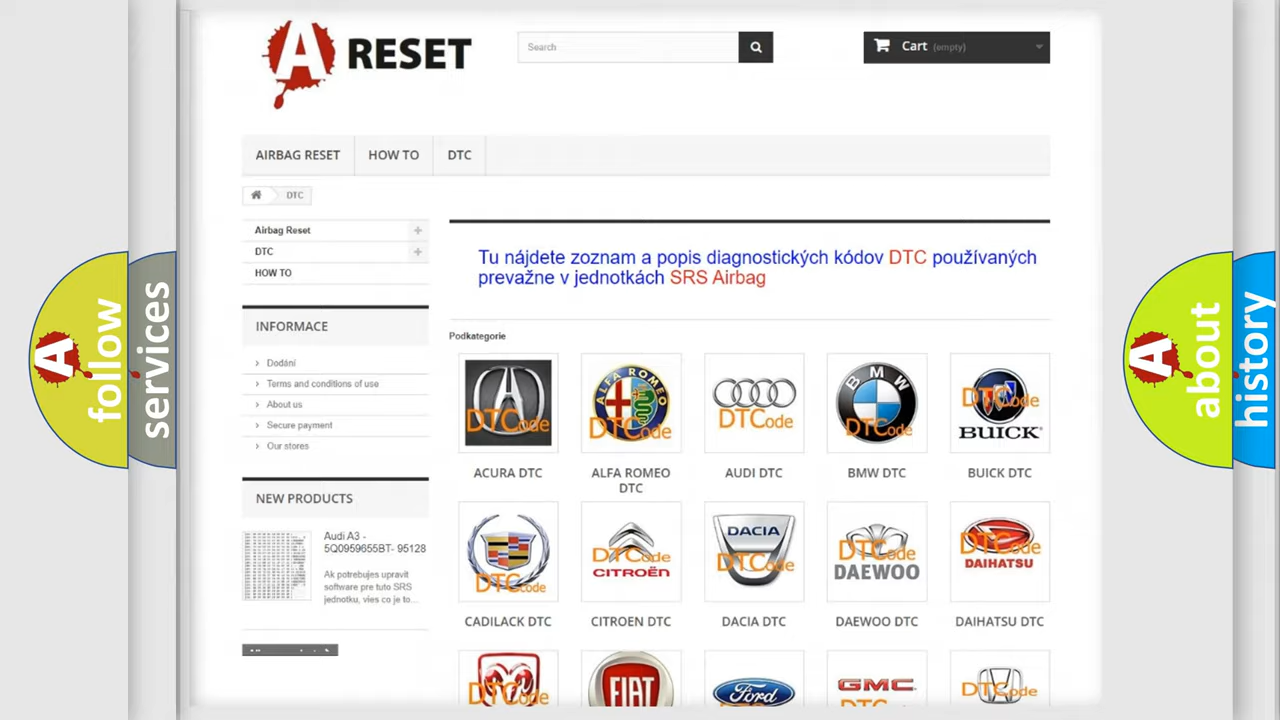 A RESET
Search
Cart (empty)
AIRBAG RESET
HOW TO
DTC
DTC
Airbag Reset
DTC
HOW TO
INFORMACE
Dodání
Terms and conditions of use
About us
Secure payment
Our stores
NEW PRODUCTS
Audi A3 -
5Q0959655BT- 95128
Ak potrebujes upravit
software pre tuto SRS
jednotku, vies co je to...
Tu nájdete zoznam a popis diagnostických kódov DTC používaných
prevažne v jednotkách SRS Airbag
Podkategorie
DTCode
ALFA ROMEO
DTCode
DTCode
BMW
DTCode
DTCode
BUICK
ACURA DTC
ALFA ROMEO
DTC
AUDI DTC
BMW DTC
BUICK DTC
DTCode
DTCode
CITROËN
DACIA
DTCode
DTCode
DAEWOO
DTCode
DAIHATSU
CADILACK DTC
CITROEN DTC
DACIA DTC
DAEWOO DTC
DAIHATSU DTC
DTCode
FIAT
Ford
GMC
DTCode
A follow
services
A about
history